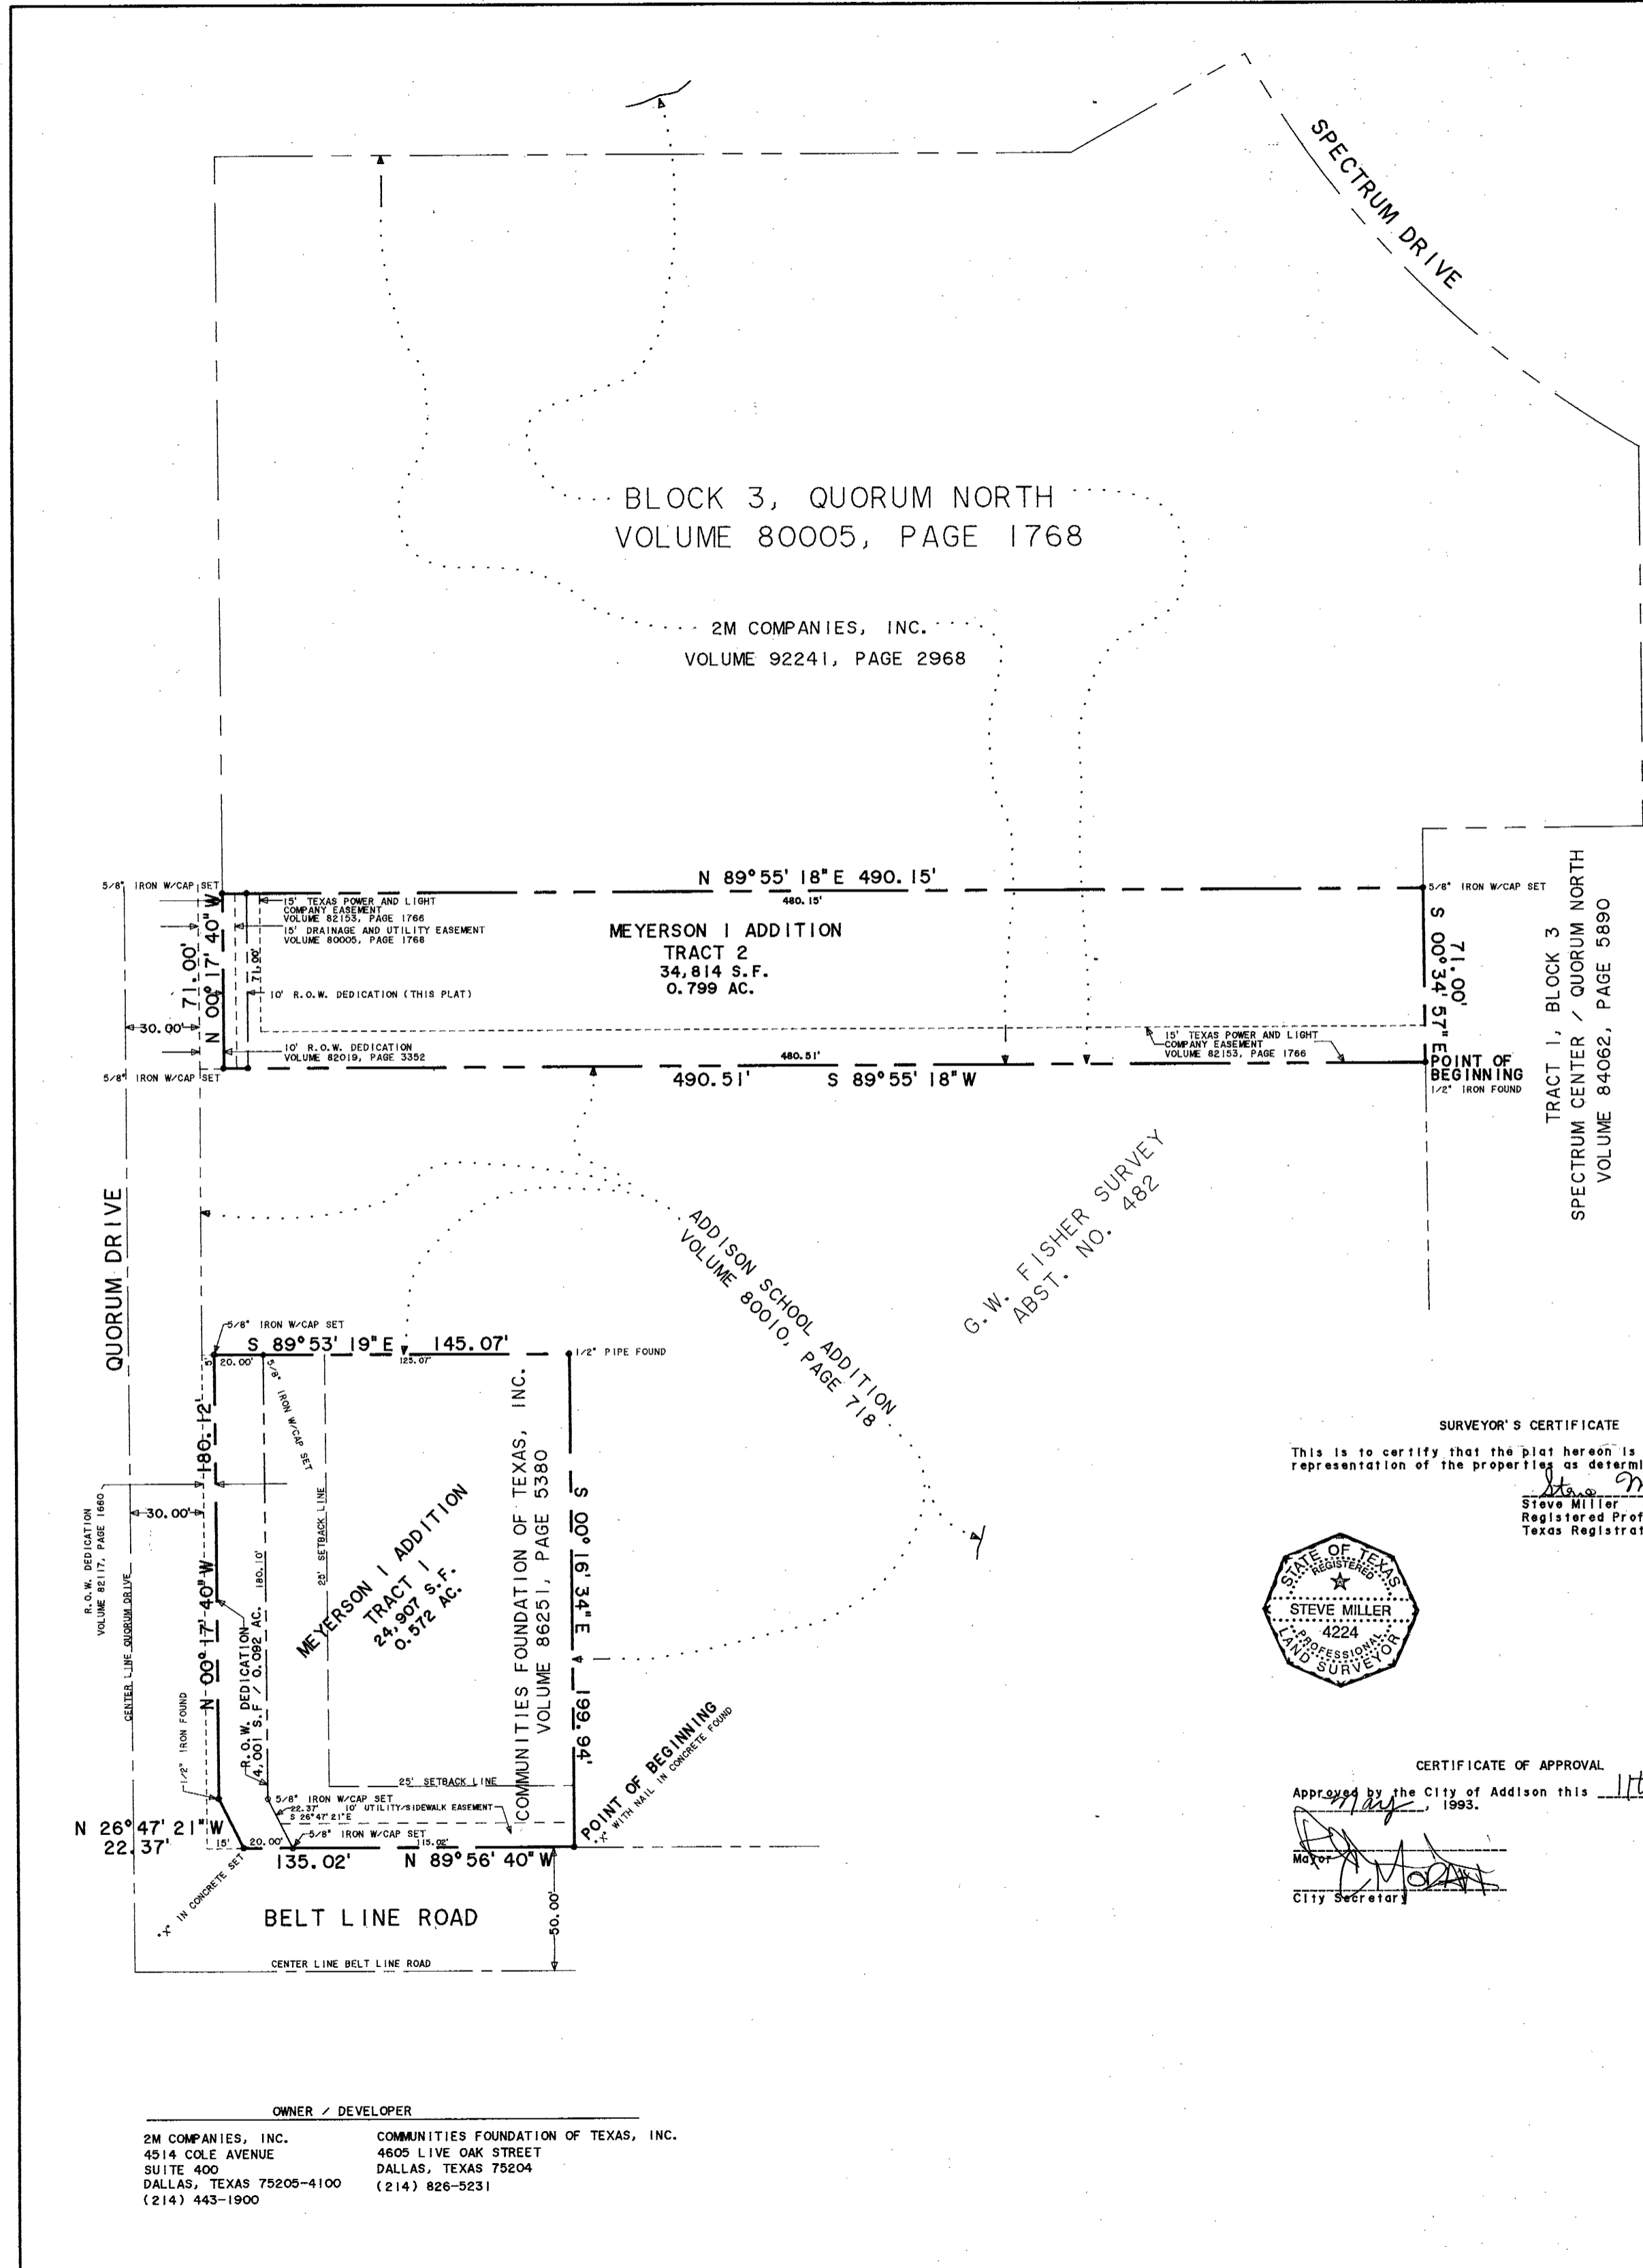 SPECTRUM DRIVE
BLOCK 3, QUORUM NORTH
VOLUME 80005, PAGE 1768
2M COMPANIES, INC.
VOLUME 92241, PAGE 2968
N 89°55' 18" E 490.15'
480.15'
5/8" IRON W/CAP SET
5/8" IRON W/CAP SET
15' TEXAS POWER AND LIGHT
COMPANY EASEMENT
VOLUME 82153, PAGE 1766
15' DRAINAGE AND UTILITY EASEMENT
VOLUME 80005, PAGE 1768
MEYERSON I ADDITION
TRACT 2
34,814 S.F.
0.799 AC.
71.00'
N 00°17' 40" W
71.00'
10' R.O.W. DEDICATION (THIS PLAT)
30.00'
10' R.O.W. DEDICATION
VOLUME 82019, PAGE 3352
5/8" IRON W/CAP SET
480.51'
490.51' S 89°55' 18" W
15' TEXAS POWER AND LIGHT
COMPANY EASEMENT
VOLUME 82153, PAGE 1766
S 00°34' 57" E
71.00'
POINT OF
BEGINNING
1/2" IRON FOUND
TRACT 1, BLOCK 3
SPECTRUM CENTER / QUORUM NORTH
VOLUME 84062, PAGE 5890
G.W. FISHER SURVEY
ABST. NO. 482
ADDISON SCHOOL ADDITION
VOLUME 80010, PAGE 718
QUORUM DRIVE
5/8" IRON W/CAP SET
S 89°53' 19" E 145.07'
5'
20.00'
125.07'
1/2" PIPE FOUND
5/8" IRON W/CAP SET
180.12'
N 00°17' 40" W
30.00'
R.O.W. DEDICATION
VOLUME 82117, PAGE 1660
CENTER LINE QUORUM DRIVE
R.O.W. DEDICATION
4,001 S.F / 0.092 AC.
180.10'
25' SETBACK LINE
MEYERSON I ADDITION
TRACT 1
24,907 S.F.
0.572 AC.
COMMUNITIES FOUNDATION OF TEXAS, INC.
VOLUME 86251, PAGE 5380
S 00°16' 34" E 199.94'
1/2" IRON FOUND
25' SETBACK LINE
5/8" IRON W/CAP SET
22.37'
S 26°47' 21" E
10' UTILITY/SIDEWALK EASEMENT
5/8" IRON W/CAP SET
N 26°47' 21" W
22.37'
15'
20.00'
115.02'
135.02' N 89°56' 40" W
POINT OF BEGINNING
"X" WITH NAIL IN CONCRETE FOUND
"X" IN CONCRETE SET
BELT LINE ROAD
50.00'
CENTER LINE BELT LINE ROAD
SURVEYOR'S CERTIFICATE
This is to certify that the plat hereon is
representation of the properties as determi
Steve M
Steve Miller
Registered Prof
Texas Registrat
STATE OF TEXAS
REGISTERED
STEVE MILLER
4224
PROFESSIONAL
LAND SURVEYOR
CERTIFICATE OF APPROVAL
Approved by the City of Addison this 11t
May, 1993.
Mayor
C. MORAN
City Secretary
OWNER / DEVELOPER
2M COMPANIES, INC.
4514 COLE AVENUE
SUITE 400
DALLAS, TEXAS 75205-4100
(214) 443-1900
COMMUNITIES FOUNDATION OF TEXAS, INC.
4605 LIVE OAK STREET
DALLAS, TEXAS 75204
(214) 826-5231